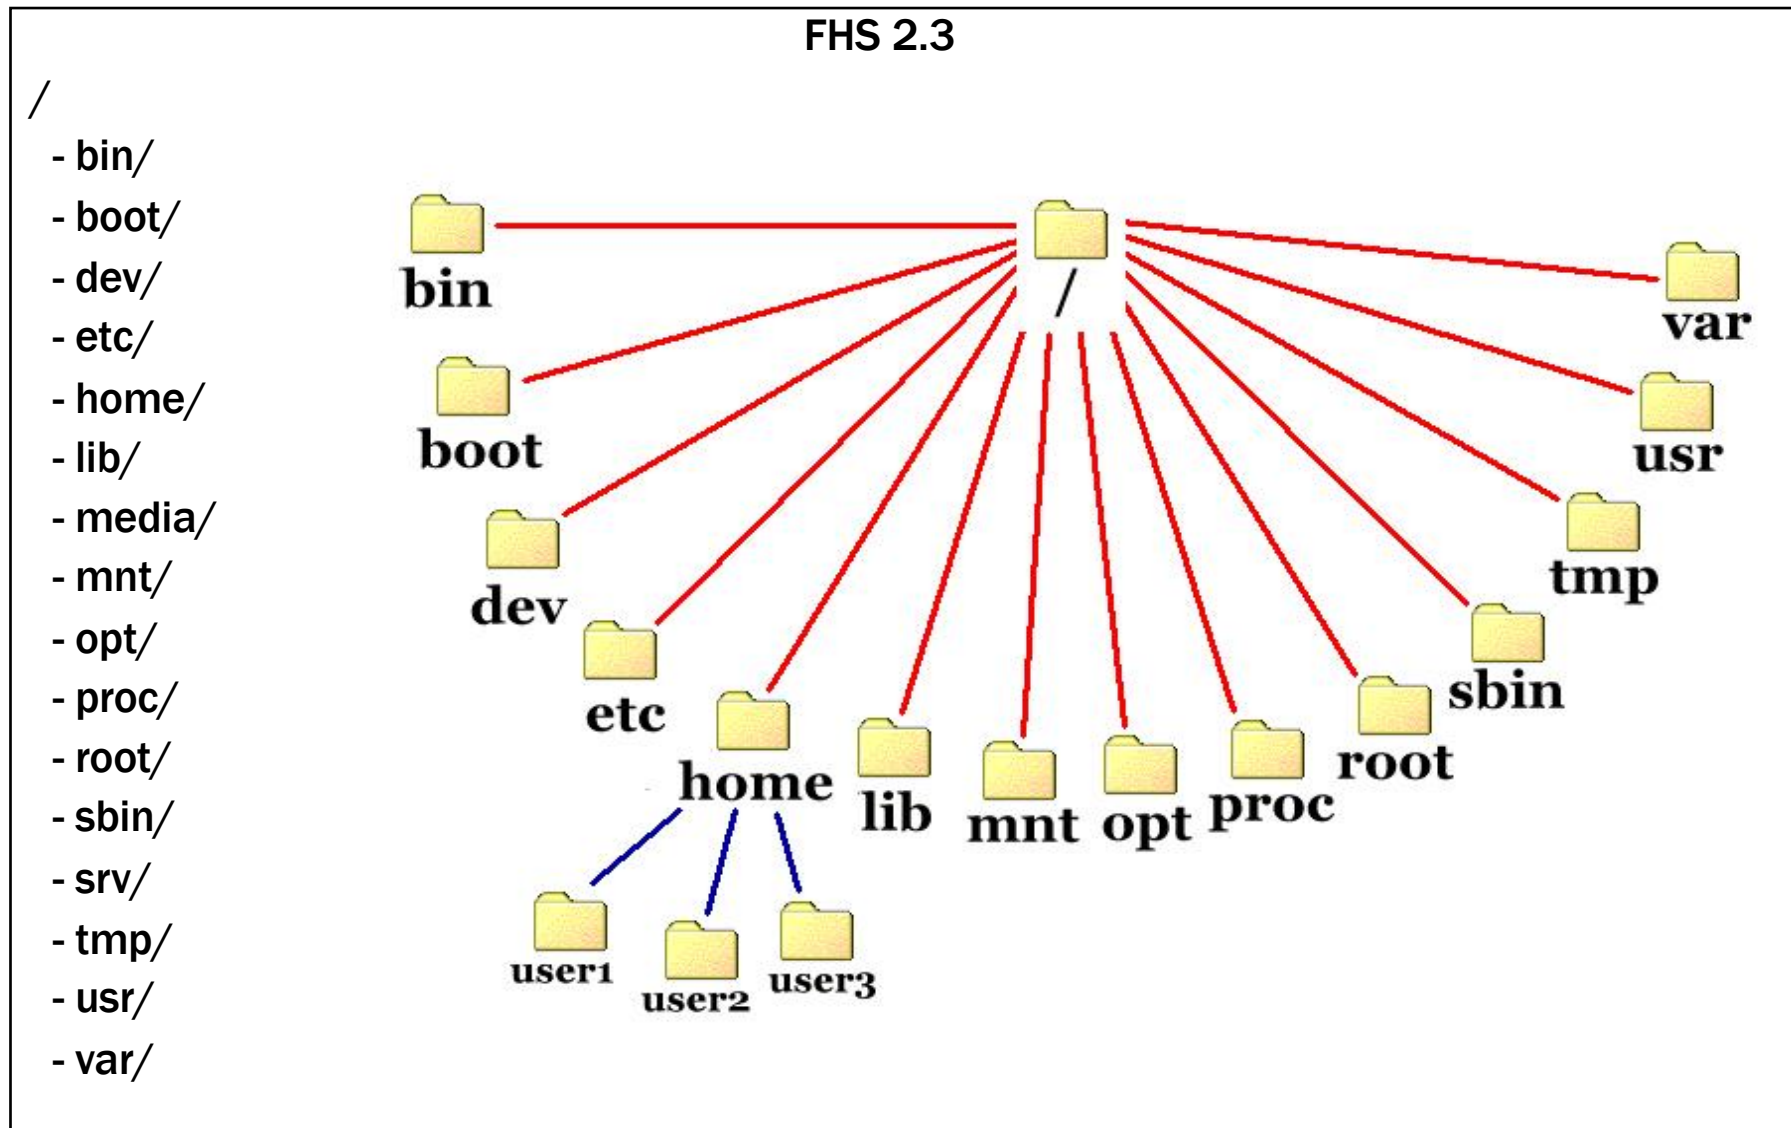 FHS 2.3
/
- bin/
- boot/
- dev/
- etc/
- home/
- lib/
- media/
- mnt/
- opt/
- proc/
- root/
- sbin/
- srv/
- tmp/
- usr/
- var/
/
bin
var
boot
usr
dev
tmp
etc
sbin
home
root
lib
mnt
opt
proc
user1
user2
user3